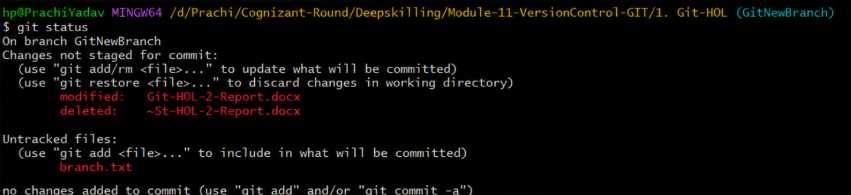 hp@PrachiYadav MINGW64 /d/Prachi/Cognizant-Round/Deepskilling/Module-11-VersionControl-GIT/1. Git-HOL (GitNewBranch)
$ git status
On branch GitNewBranch
Changes not staged for commit:
  (use "git add/rm <file>..." to update what will be committed)
  (use "git restore <file>..." to discard changes in working directory)
        modified:   Git-HOL-2-Report.docx
        deleted:    ~St-HOL-2-Report.docx
Untracked files:
  (use "git add <file>..." to include in what will be committed)
        branch.txt
no changes added to commit (use "git add" and/or "git commit -a")